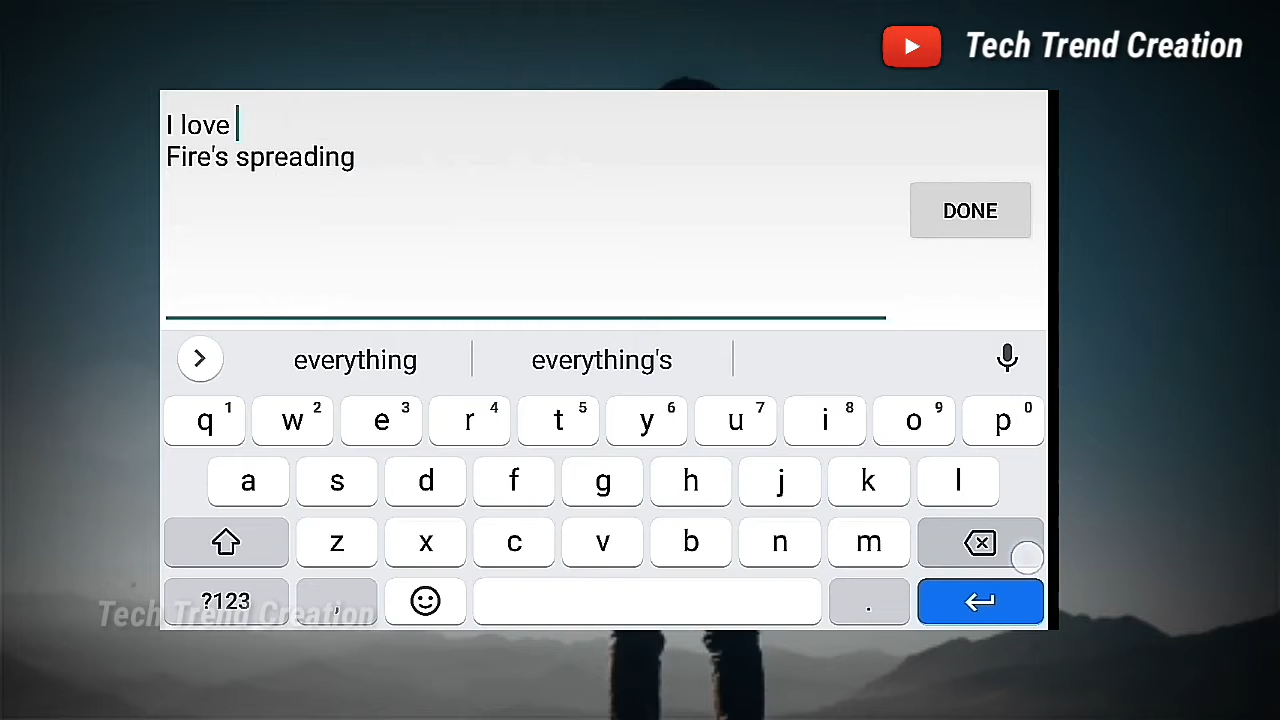 Tech Trend Creation
I love
Fire's spreading
DONE
everything everything's
q 1 w 2 e 3 r 4 t 5 y 6 u 7 i 8 o 9 p 0
a s d f g h j k l
z x c v b n m
?123 , .
Tech Trend Creation